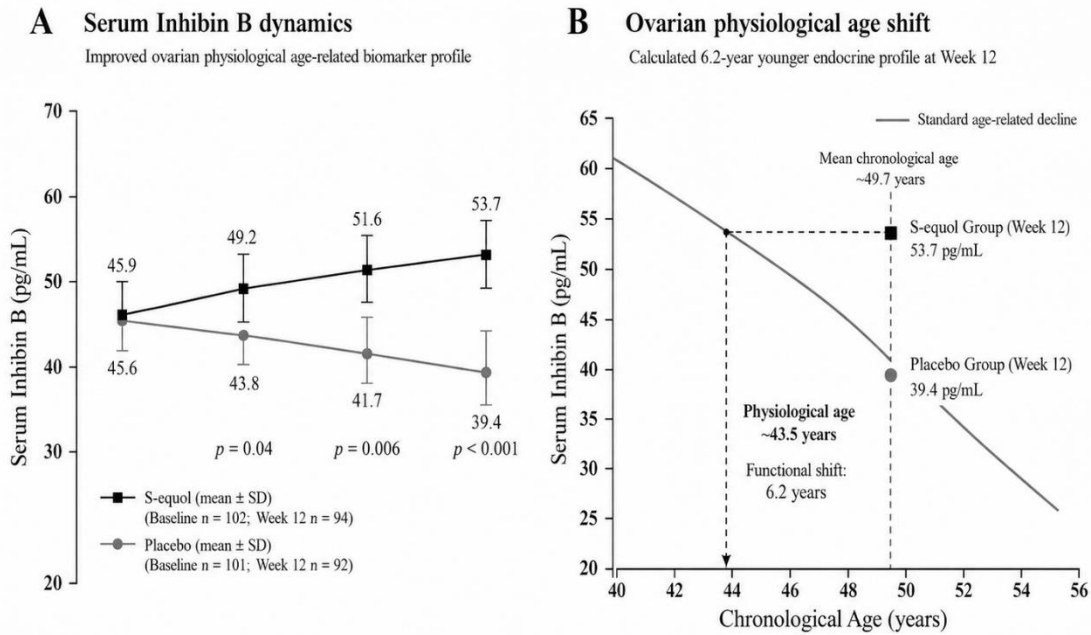 A Serum Inhibin B dynamics
Improved ovarian physiological age-related biomarker profile
Serum Inhibin B (pg/mL)
70
60
50
40
30
20
45.9
49.2
51.6
53.7
45.6
43.8
41.7
39.4
p = 0.04
p = 0.006
p < 0.001
S-equol (mean ± SD)
(Baseline n = 102; Week 12 n = 94)
Placebo (mean ± SD)
(Baseline n = 101; Week 12 n = 92)
B Ovarian physiological age shift
Calculated 6.2-year younger endocrine profile at Week 12
Serum Inhibin B (pg/mL)
65
60
55
50
45
40
35
30
25
20
Standard age-related decline
Mean chronological age
~49.7 years
S-equol Group (Week 12)
53.7 pg/mL
Placebo Group (Week 12)
39.4 pg/mL
Physiological age
~43.5 years
Functional shift:
6.2 years
40 42 44 46 48 50 52 54 56
Chronological Age (years)